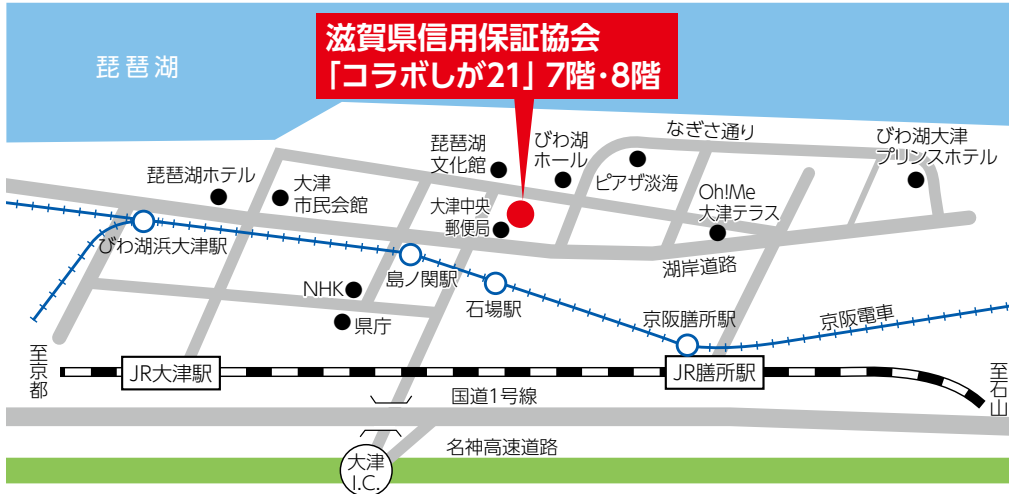 滋賀県信用保証協会
「コラボしが21」7階・8階
琵琶湖
なぎさ通り
琵琶湖
文化館
びわ湖
ホール
びわ湖大津
プリンスホテル
琵琶湖ホテル
大津
市民会館
ピアザ淡海
Oh!Me
大津テラス
大津中央
郵便局
びわ湖浜大津駅
島ノ関駅
湖岸道路
NHK
石場駅
県庁
京阪膳所駅
京阪電車
至京都
JR大津駅
JR膳所駅
至石山
国道1号線
名神高速道路
大津
I.C.